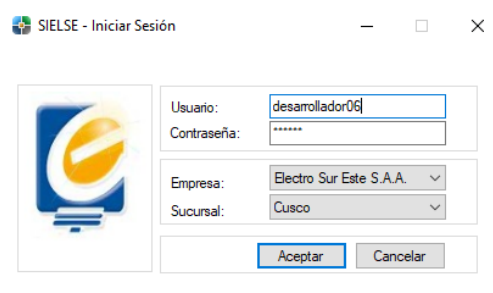 SIELSE - Iniciar Sesión
Usuario: desarrollador06
Contraseña: ******
Empresa: Electro Sur Este S.A.A.
Sucursal: Cusco
Aceptar Cancelar